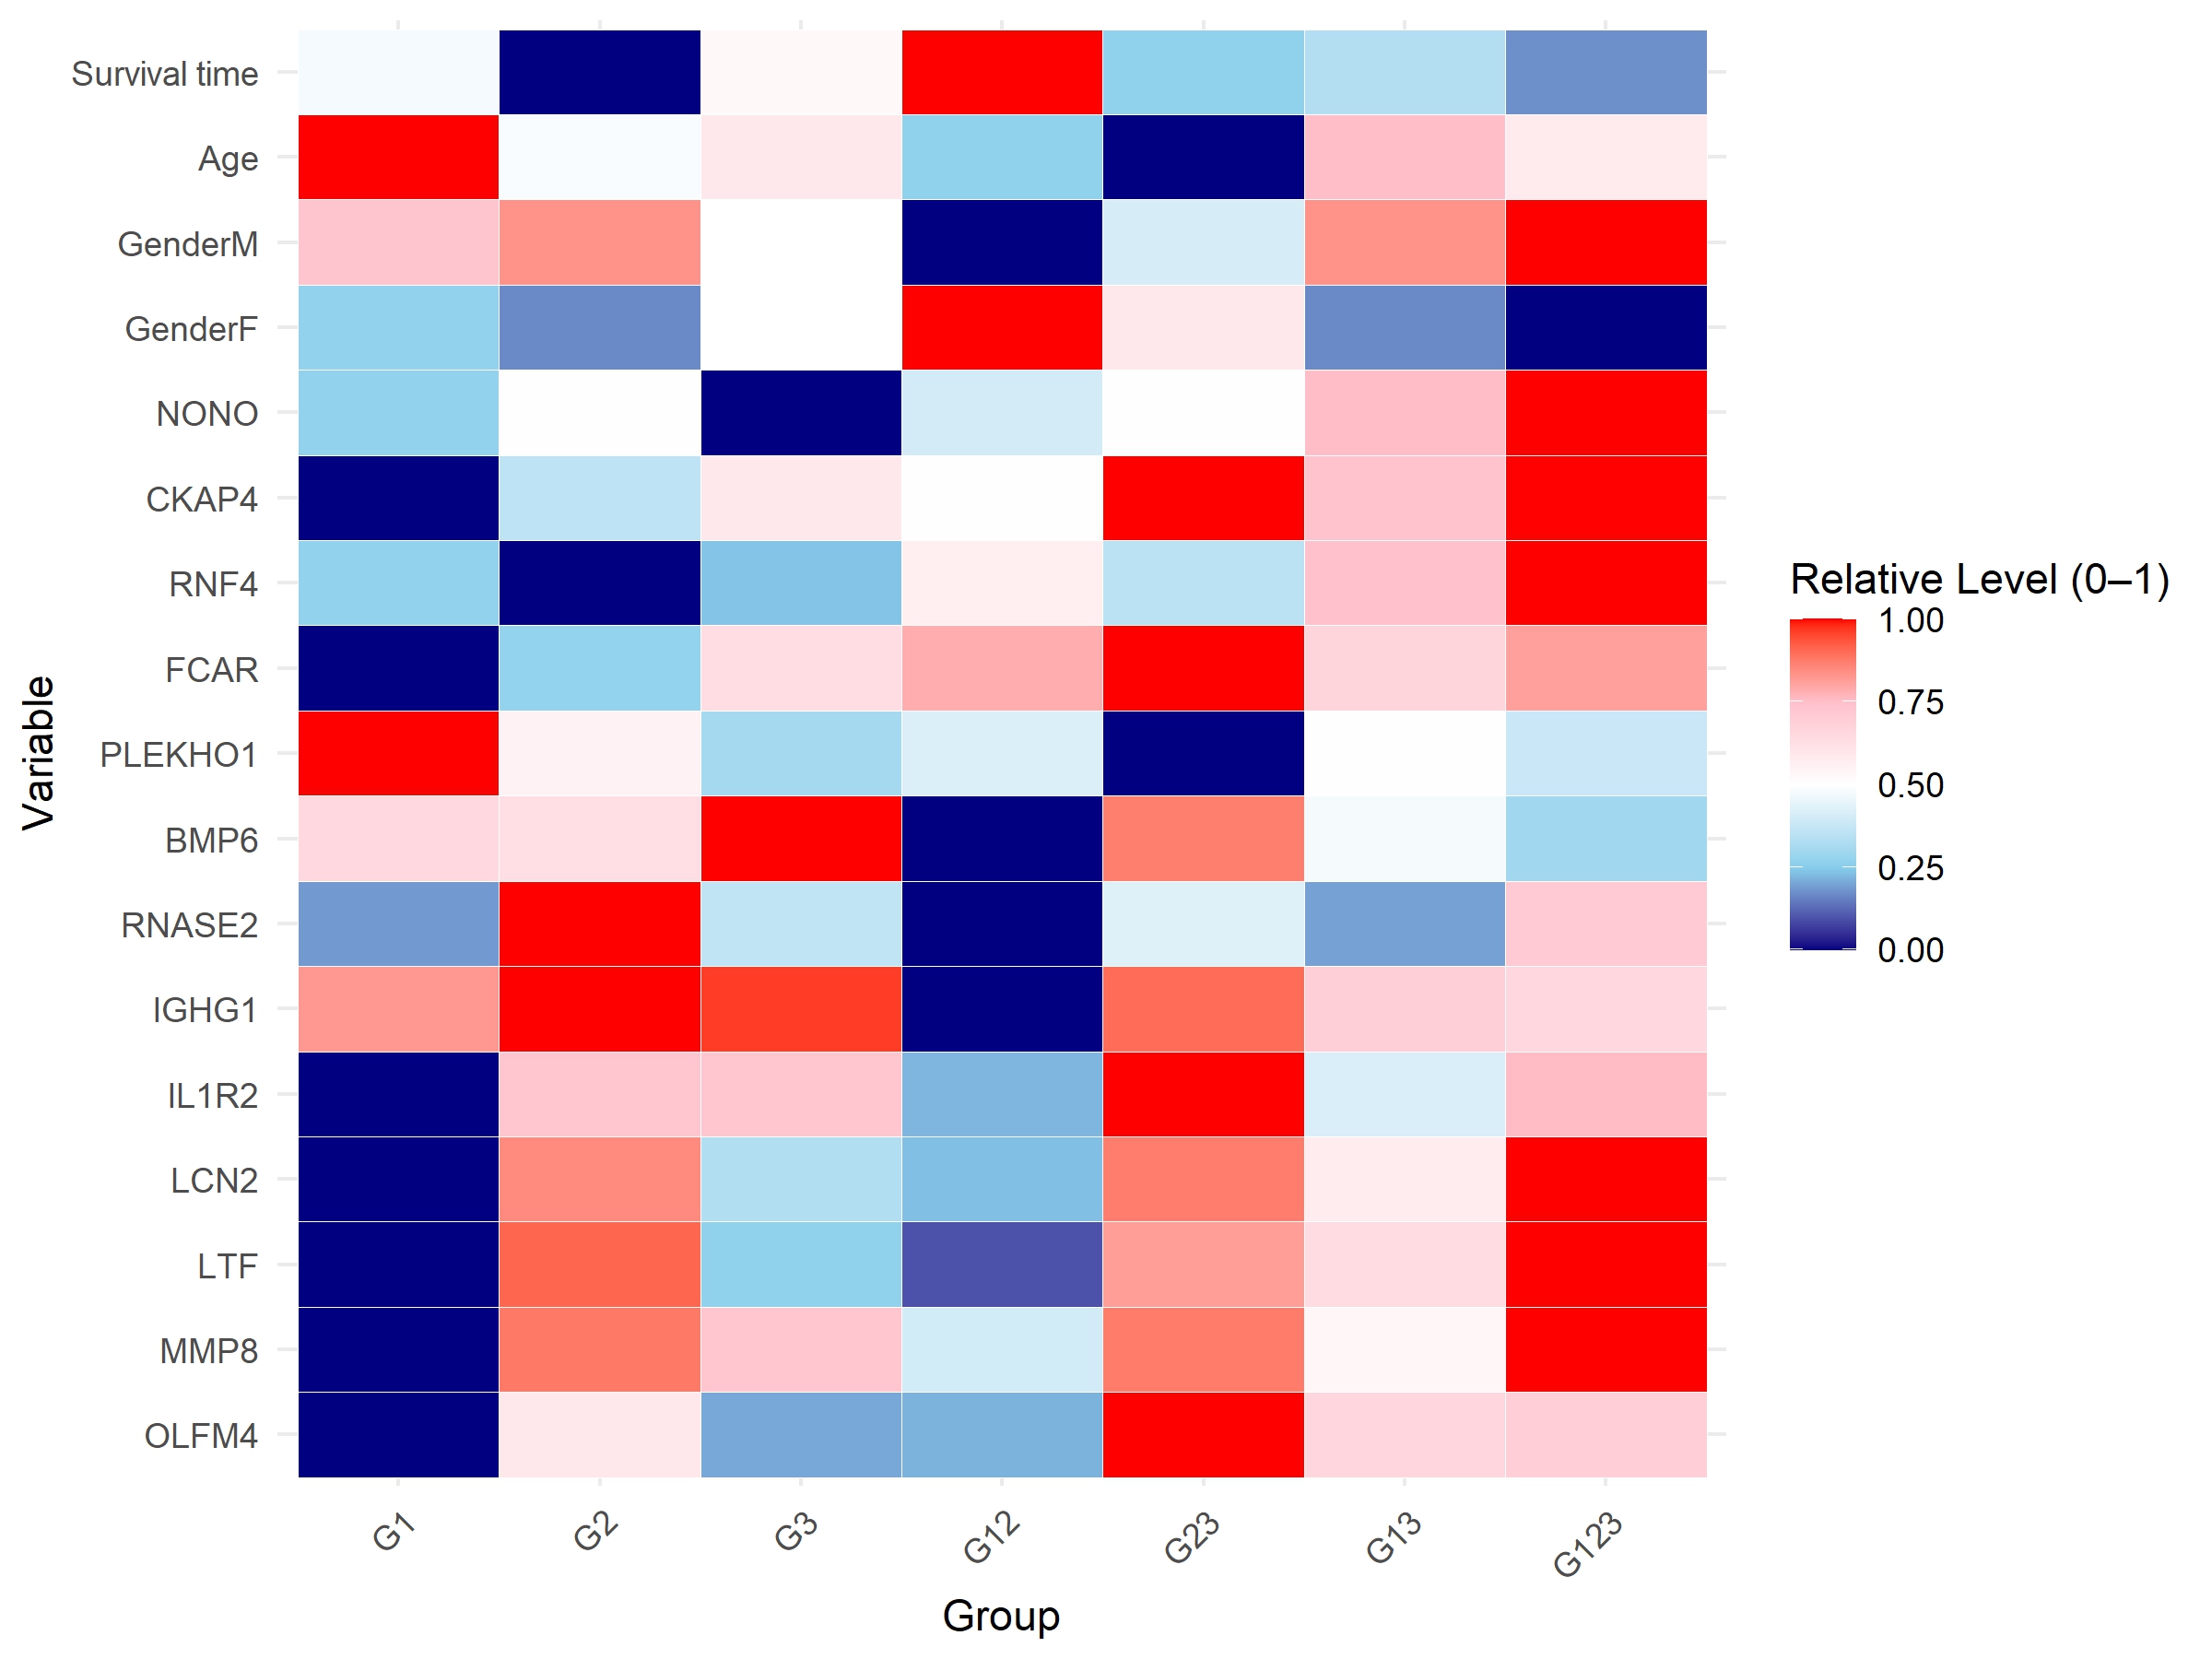 Survival time
Age
GenderM
GenderF
NONO
CKAP4
RNF4
FCAR
PLEKHO1
BMP6
RNASE2
IGHG1
IL1R2
LCN2
LTF
MMP8
OLFM4
Variable
G1
G2
G3
G12
G23
G13
G123
Group
Relative Level (0–1)
1.00
0.75
0.50
0.25
0.00